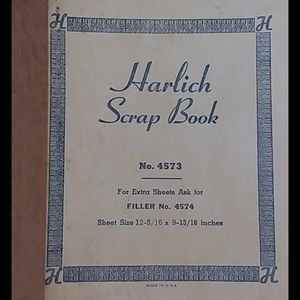 H H
Harlich
Scrap Book
No. 4573
For Extra Sheets Ask for
FILLER No. 4574
Sheet Size 12-5/16 x 9-13/16 inches
H H
MADE IN U.S.A.